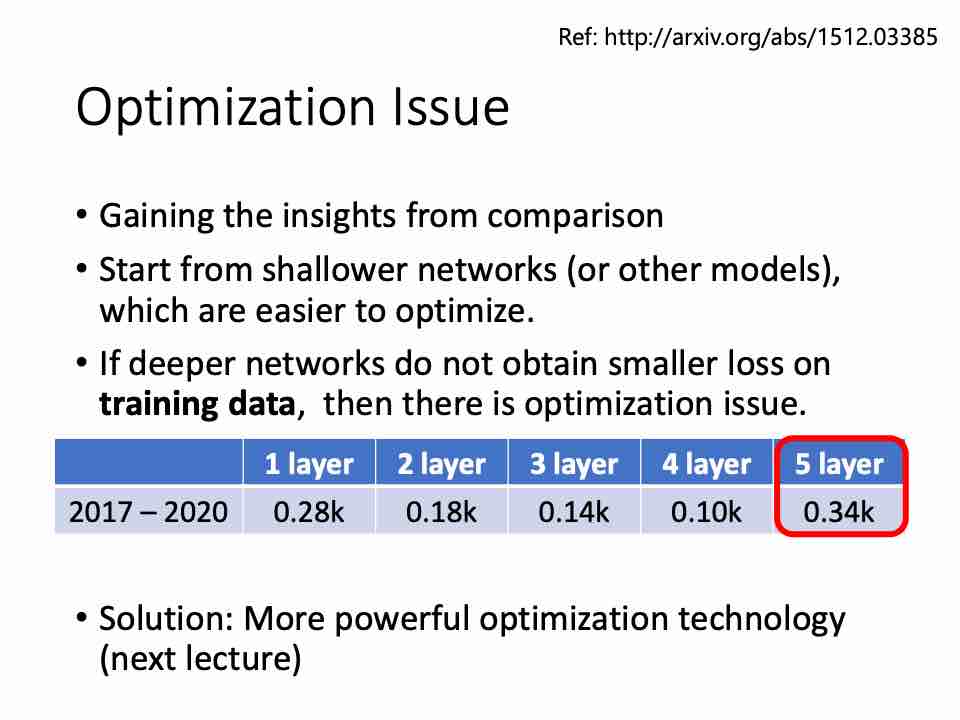 Ref: http://arxiv.org/abs/1512.03385
Optimization Issue
• Gaining the insights from comparison
• Start from shallower networks (or other models),
which are easier to optimize.
• If deeper networks do not obtain smaller loss on
training data,  then there is optimization issue.
1 layer 2 layer 3 layer 4 layer 5 layer
2017 – 2020 0.28k 0.18k 0.14k 0.10k 0.34k
• Solution: More powerful optimization technology
(next lecture)